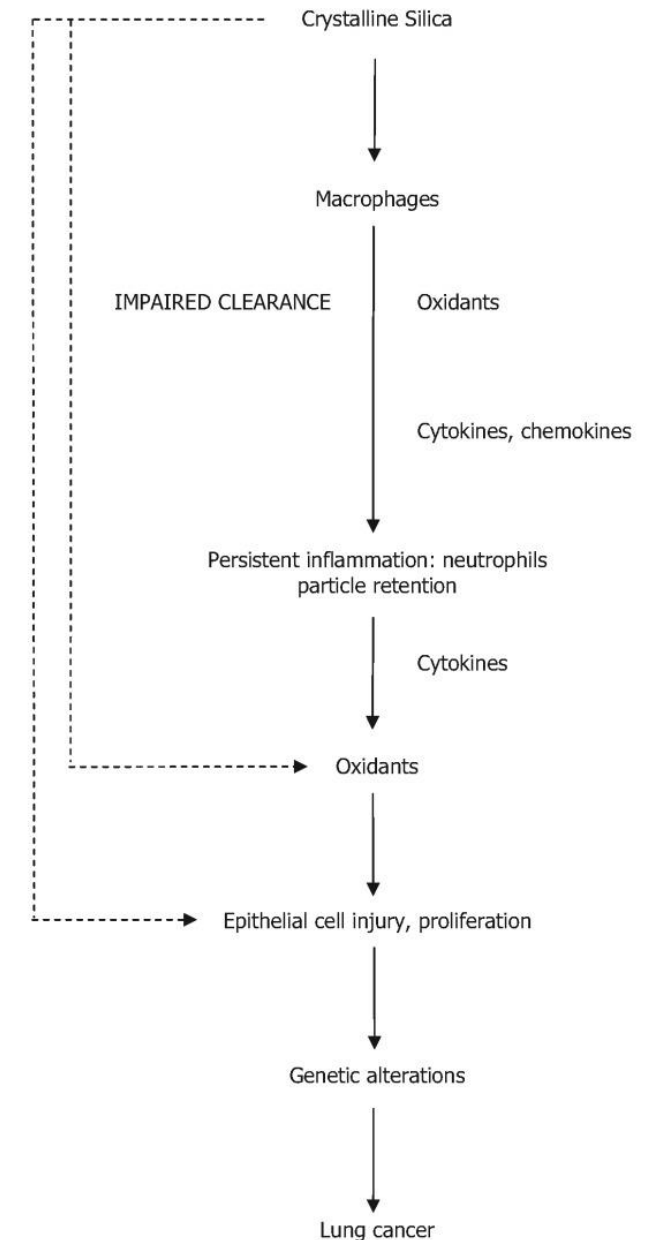 Crystalline Silica
Macrophages
IMPAIRED CLEARANCE
Oxidants
Cytokines, chemokines
Persistent inflammation: neutrophils
particle retention
Cytokines
Oxidants
Epithelial cell injury, proliferation
Genetic alterations
Lung cancer